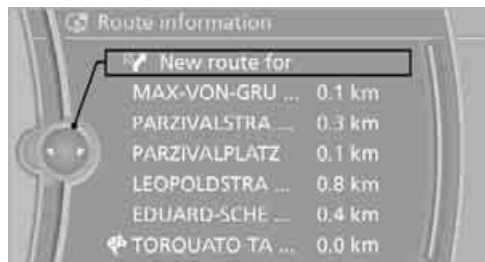 Route information
New route for
MAX-VON-GRU ... 0.1 km
PARZIVALSTRA ... 0.3 km
PARZIVALPLATZ 0.1 km
LEOPOLDSTRA ... 0.8 km
EDUARD-SCHE ... 0.4 km
TORQUATO TA ... 0.0 km